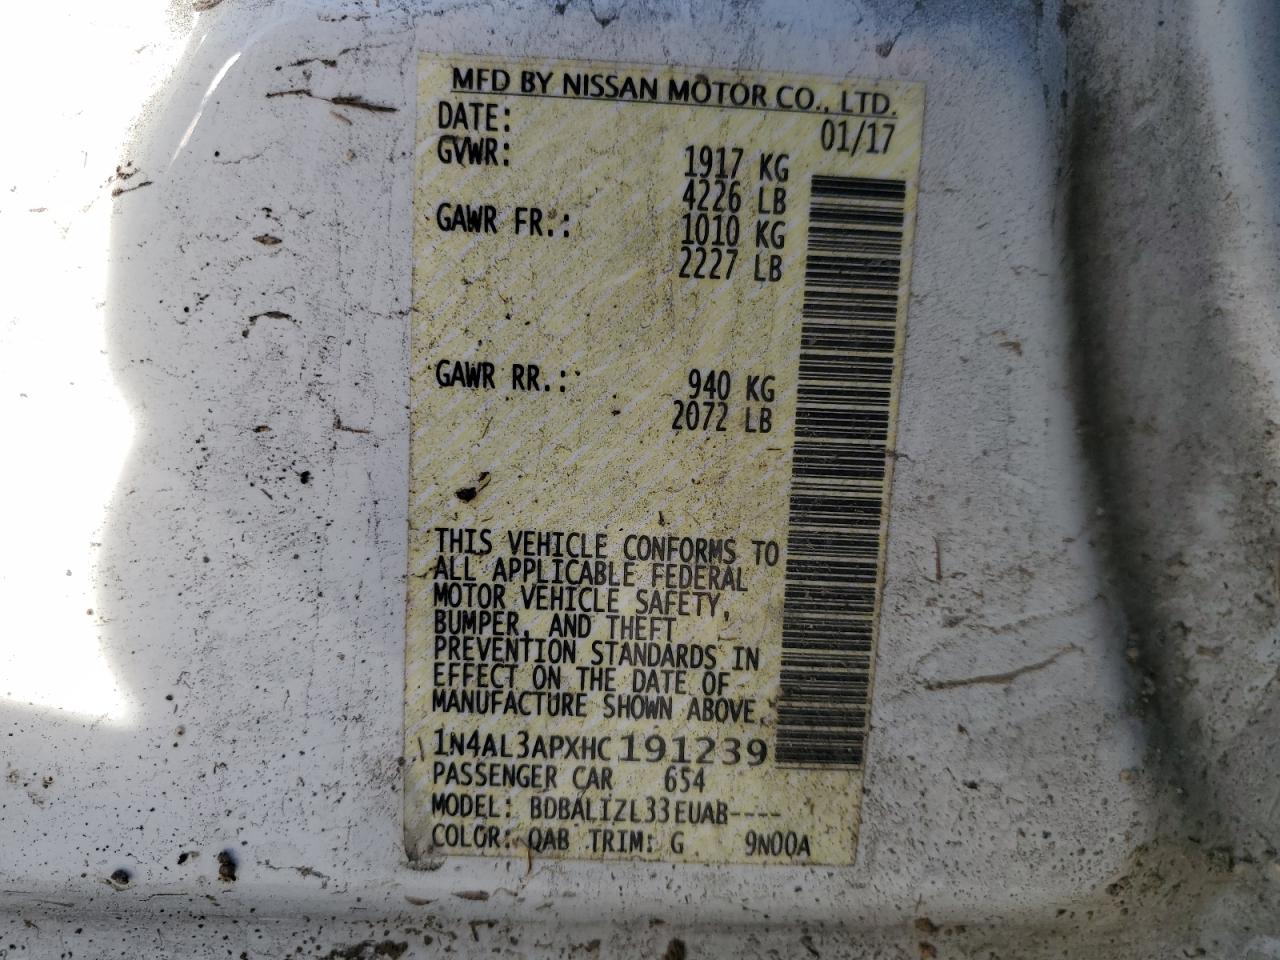 MFD BY NISSAN MOTOR CO., LTD.
DATE: 01/17
GVWR: 1917 KG
4226 LB
GAWR FR.: 1010 KG
2227 LB
GAWR RR.: 940 KG
2072 LB
THIS VEHICLE CONFORMS TO
ALL APPLICABLE FEDERAL
MOTOR VEHICLE SAFETY,
BUMPER, AND THEFT
PREVENTION STANDARDS IN
EFFECT ON THE DATE OF
MANUFACTURE SHOWN ABOVE.
1N4AL3APXHC191239
PASSENGER CAR 654
MODEL: BDBALIZL33EUAB----
COLOR: QAB TRIM: G 9N00A